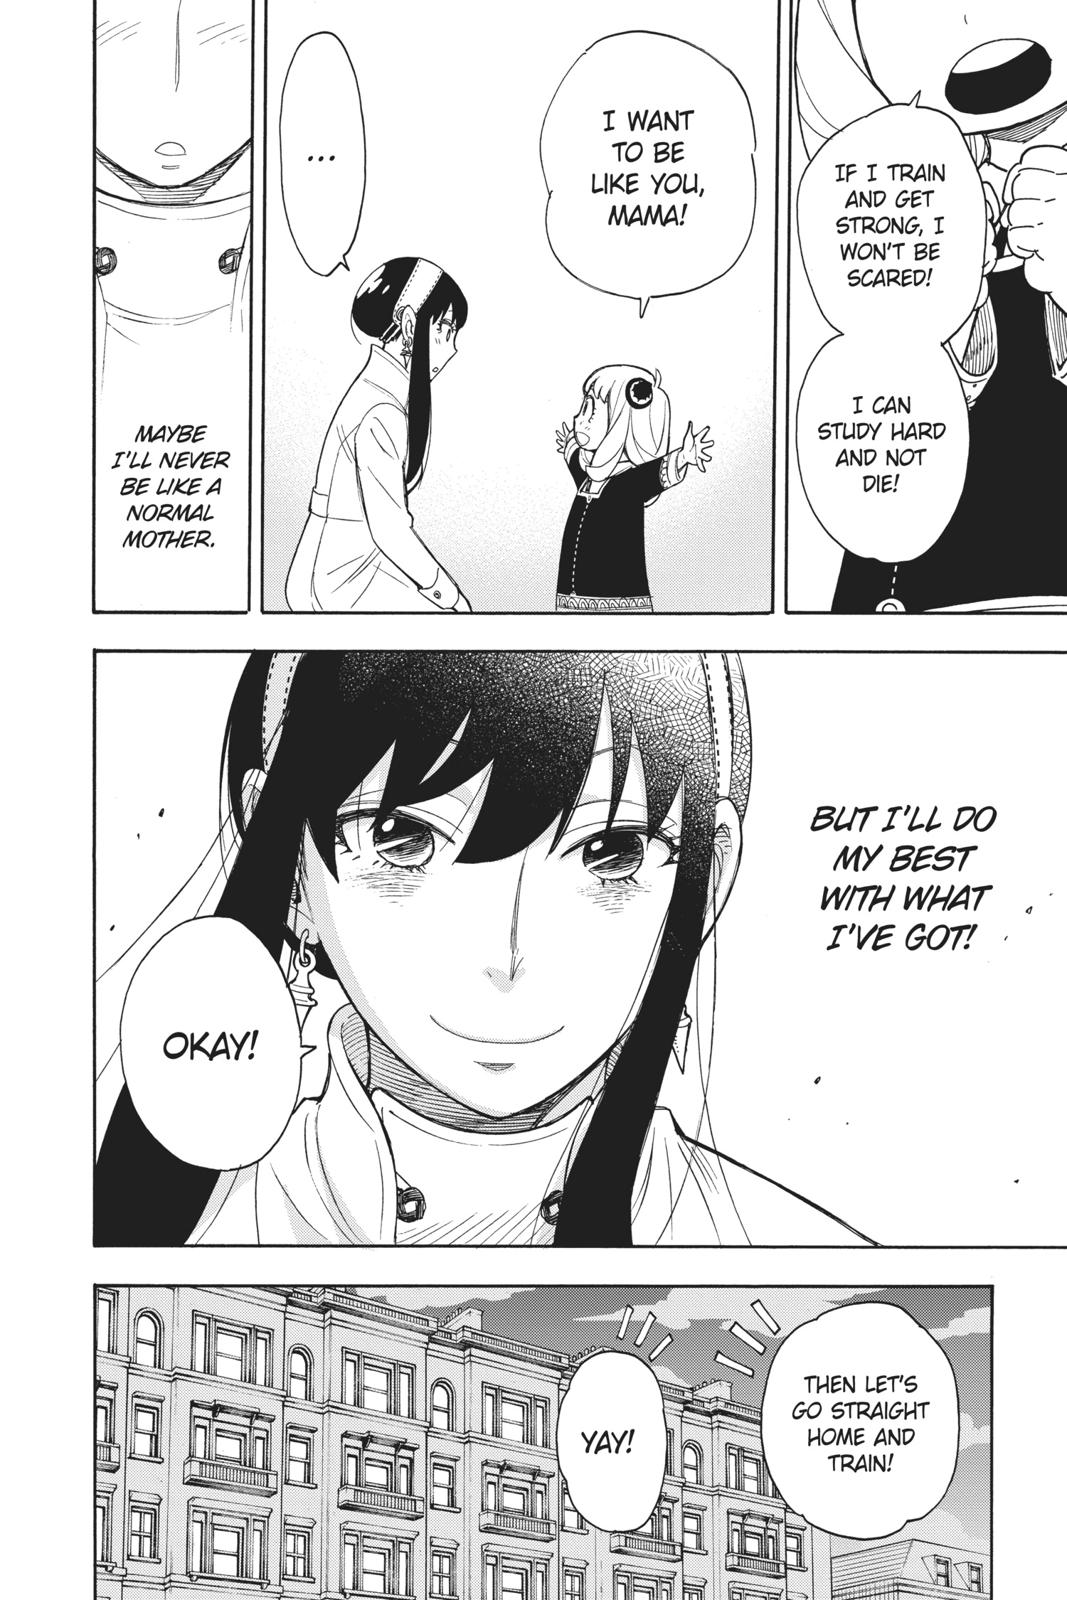 IF I TRAIN
AND GET
STRONG, I
WON'T BE
SCARED!
I CAN
STUDY HARD
AND NOT
DIE!
I WANT
TO BE
LIKE YOU,
MAMA!
...
MAYBE
I'LL NEVER
BE LIKE A
NORMAL
MOTHER.
BUT I'LL DO
MY BEST
WITH WHAT
I'VE GOT!
OKAY!
THEN LET'S
GO STRAIGHT
HOME AND
TRAIN!
YAY!